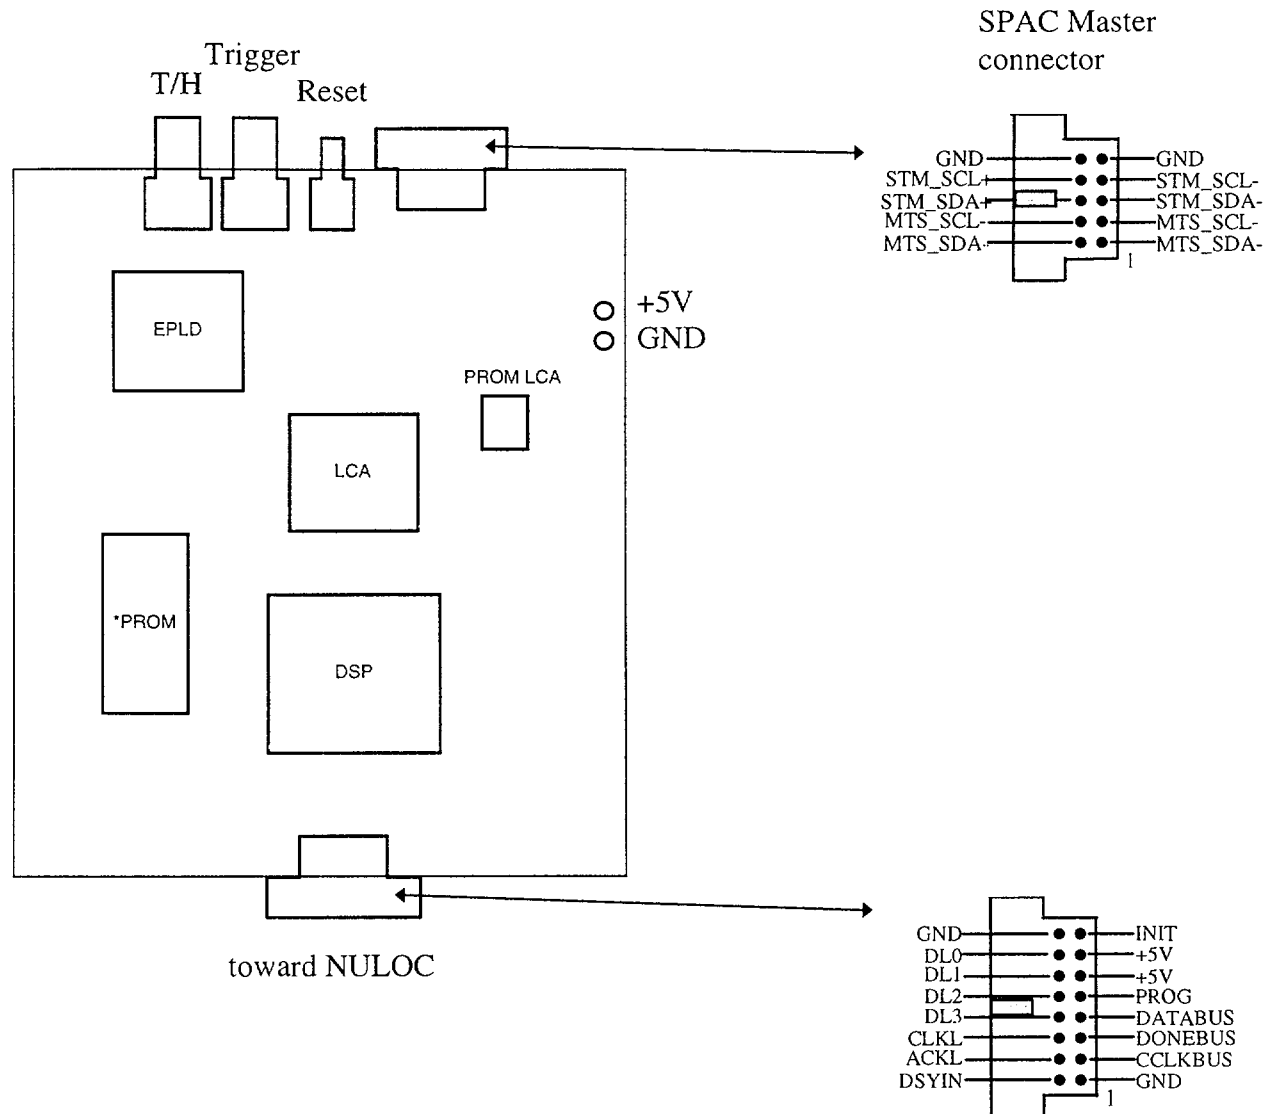 SPAC Master
connector
Trigger
T/H
Reset
GND
GND
STM_SCL+
STM_SCL-
STM_SDA+
STM_SDA-
MTS_SCL-
MTS_SCL-
MTS_SDA-
MTS_SDA-
1
+5V
GND
EPLD
PROM LCA
LCA
*PROM
DSP
toward NULOC
GND
INIT
DL0
+5V
DL1
+5V
DL2
PROG
DL3
DATABUS
CLKL
DONEBUS
ACKL
CCLKBUS
DSYIN
GND
1